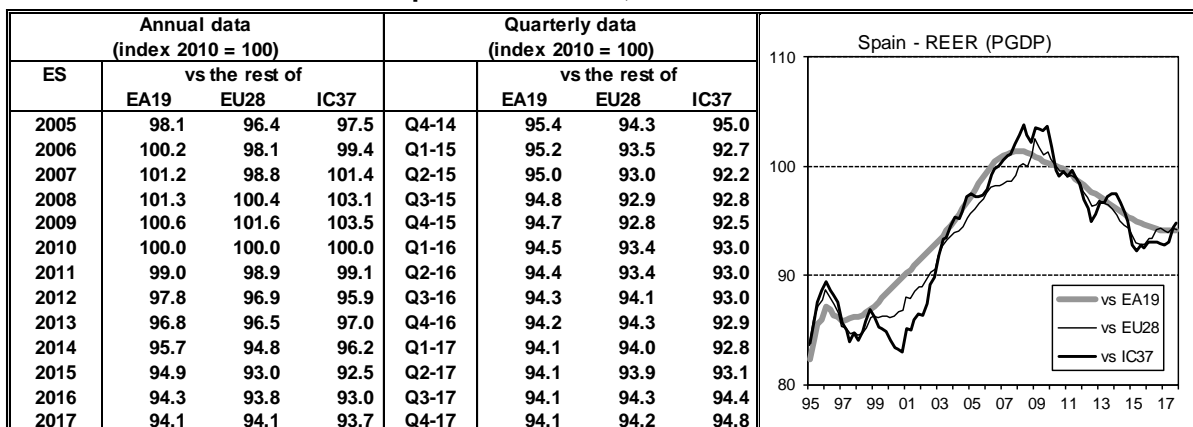 Annual data Quarterly data
(index 2010 = 100) (index 2010 = 100)
ES vs the rest of vs the rest of
EA19 EU28 IC37 EA19 EU28 IC37
2005 98.1 96.4 97.5 Q4-14 95.4 94.3 95.0
2006 100.2 98.1 99.4 Q1-15 95.2 93.5 92.7
2007 101.2 98.8 101.4 Q2-15 95.0 93.0 92.2
2008 101.3 100.4 103.1 Q3-15 94.8 92.9 92.8
2009 100.6 101.6 103.5 Q4-15 94.7 92.8 92.5
2010 100.0 100.0 100.0 Q1-16 94.5 93.4 93.0
2011 99.0 98.9 99.1 Q2-16 94.4 93.4 93.0
2012 97.8 96.9 95.9 Q3-16 94.3 94.1 93.0
2013 96.8 96.5 97.0 Q4-16 94.2 94.3 92.9
2014 95.7 94.8 96.2 Q1-17 94.1 94.0 92.8
2015 94.9 93.0 92.5 Q2-17 94.1 93.9 93.1
2016 94.3 93.8 93.0 Q3-17 94.1 94.3 94.4
2017 94.1 94.1 93.7 Q4-17 94.1 94.2 94.8
Spain - REER (PGDP)
110
100
90
80
vs EA19
vs EU28
vs IC37
95 97 99 01 03 05 07 09 11 13 15 17